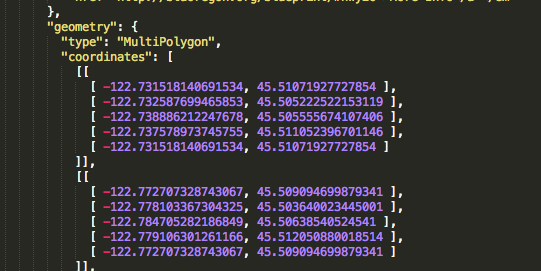 },
"geometry": {
"type": "MultiPolygon",
"coordinates": [
[[
[ -122.731518140691534, 45.51071927727854 ],
[ -122.732587699465853, 45.505222522153119 ],
[ -122.738886212247678, 45.505555674107406 ],
[ -122.737578973745755, 45.511052396701146 ],
[ -122.731518140691534, 45.51071927727854 ]
]],
[[
[ -122.772707328743067, 45.509094699879341 ],
[ -122.778103367304325, 45.503640023445001 ],
[ -122.784705282186849, 45.50638540524541 ],
[ -122.779106301261166, 45.512050880018514 ],
[ -122.772707328743067, 45.509094699879341 ]
]],